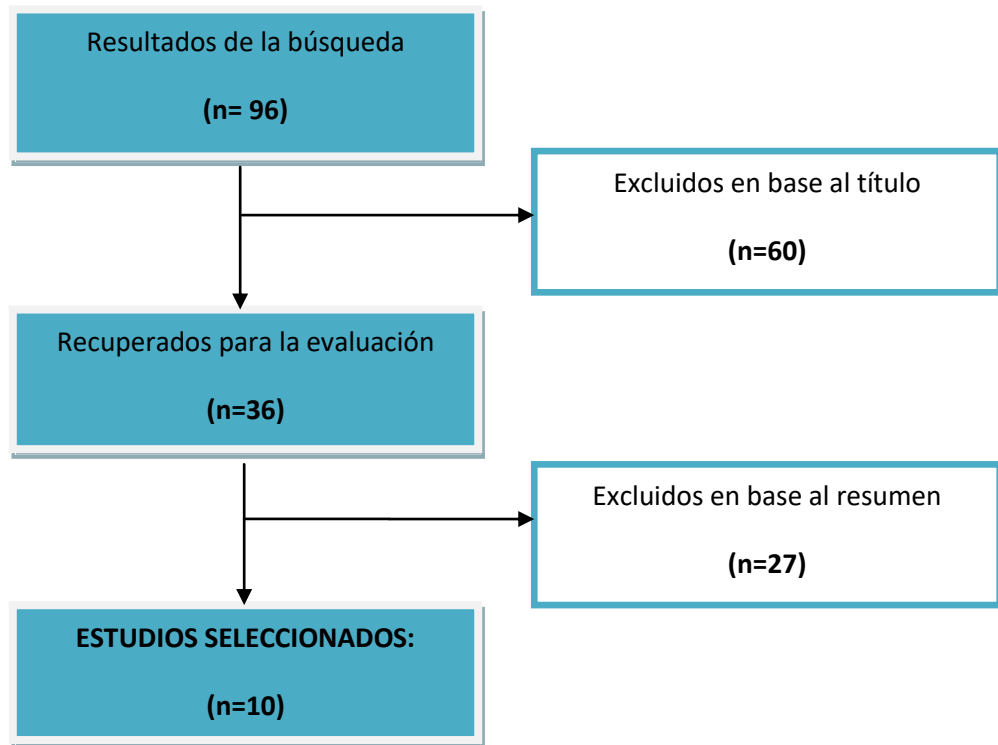 Resultados de la búsqueda
(n= 96)
Excluidos en base al título
(n=60)
Recuperados para la evaluación
(n=36)
Excluidos en base al resumen
(n=27)
ESTUDIOS SELECCIONADOS:
(n=10)